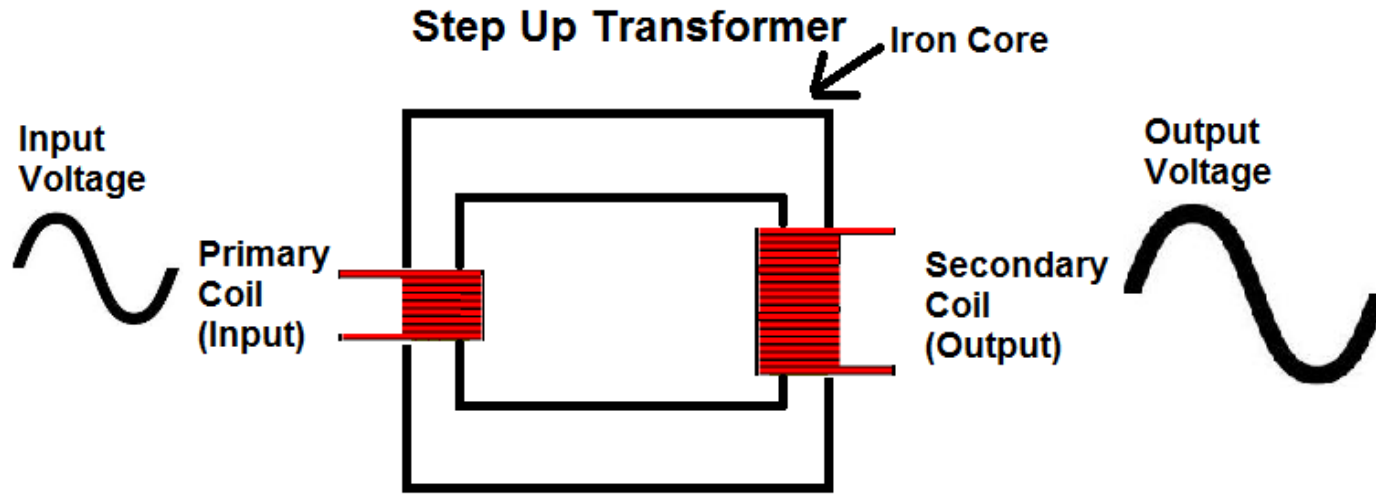 Step Up Transformer
Iron Core
Input
Voltage
Primary
Coil
(Input)
Secondary
Coil
(Output)
Output
Voltage